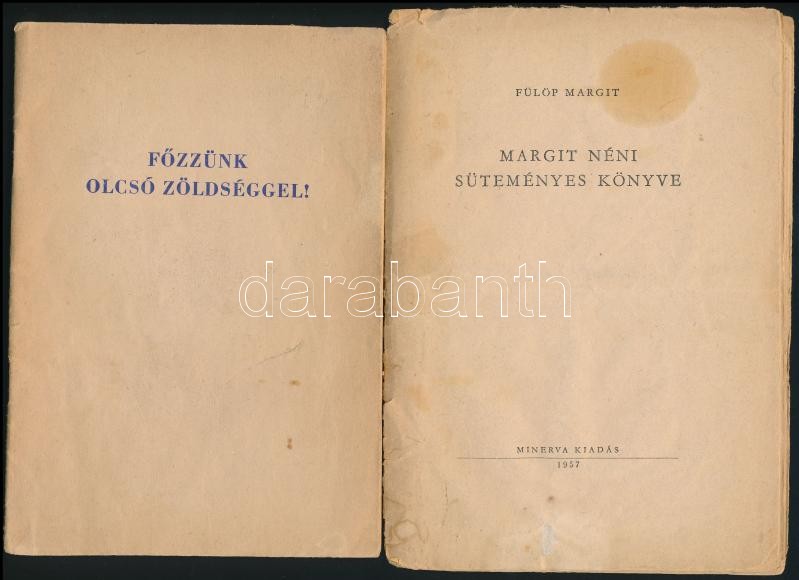 FŐZZÜNK
OLCSÓ ZÖLDSÉGGEL!
FÜLÖP MARGIT
MARGIT NÉNI
SÜTEMÉNYES KÖNYVE
MINERVA KIADÁS
1957
darabanth